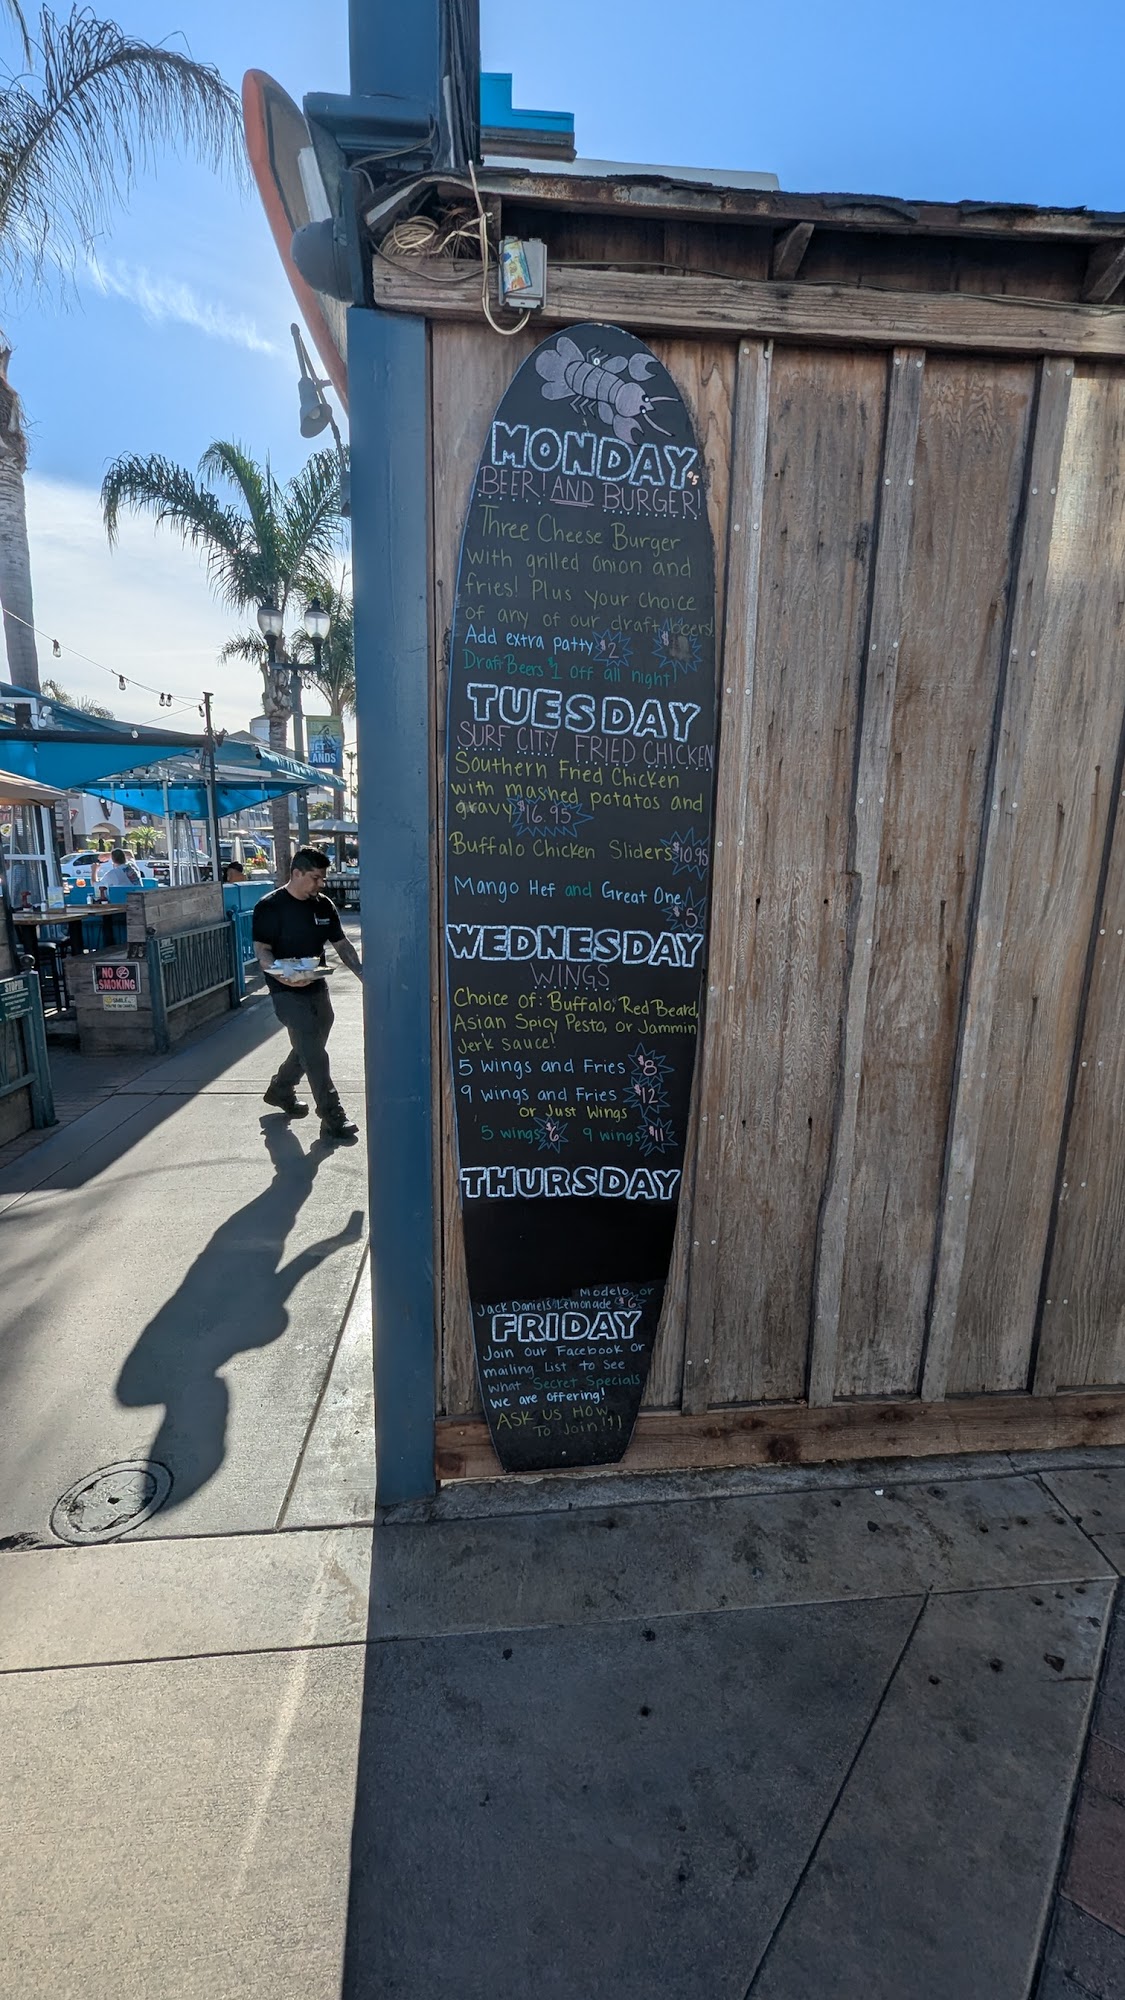 MONDAY
$5
BEER! AND BURGER!
Three Cheese Burger
with grilled onion and
fries! Plus your choice
of any of our draft beers!
Add extra patty $2
Draft Beers $1 off all night!
TUESDAY
SURF CITY FRIED CHICKEN
Southern Fried Chicken
with mashed potatos and
gravy $16.95
Buffalo Chicken Sliders $10.95
Mango Hef and Great One
$5
WEDNESDAY
WINGS
Choice of: Buffalo, Red Beard,
Asian Spicy Pesto, or Jammin
Jerk sauce!
5 wings and Fries $8
9 wings and Fries $12
or Just Wings
5 wings $6 9 wings $11
THURSDAY
Modelo or
Jack Daniels Lemonade $6
FRIDAY
Join our Facebook or
mailing List to see
what Secret Specials
we are offering!
ASK US HOW
To Join!!!
NO
SMOKING
STOP!!!
LANDS